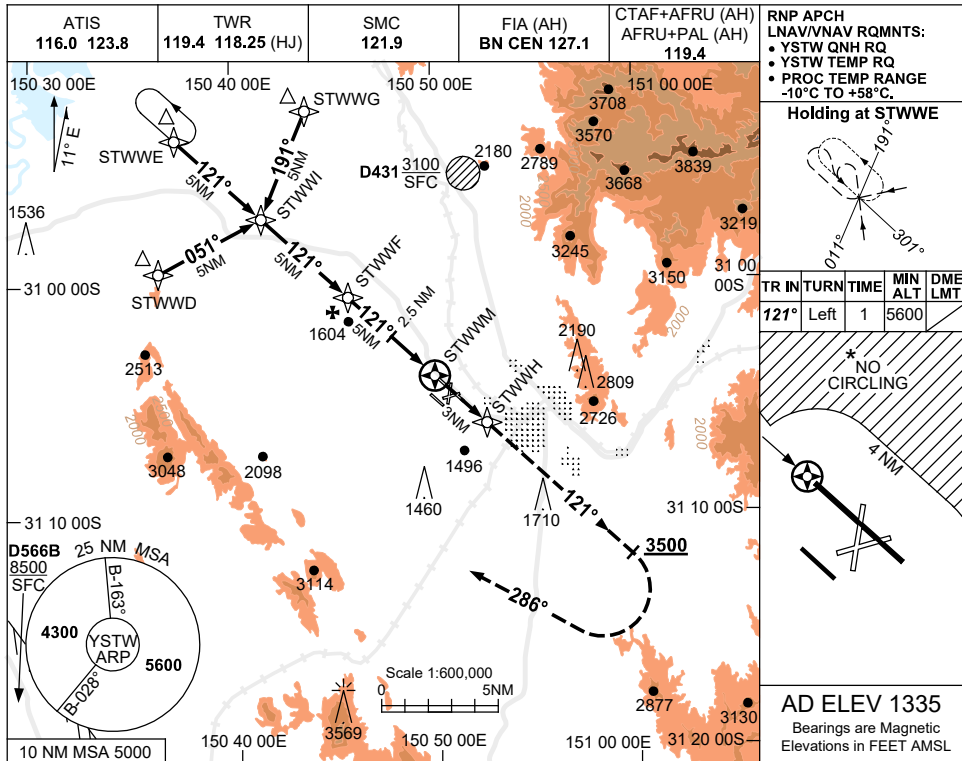 ATIS
116.0 123.8
TWR
119.4 118.25 (HJ)
SMC
121.9
FIA (AH)
BN CEN 127.1
CTAF+AFRU (AH)
AFRU+PAL (AH)
119.4
RNP APCH
LNAV/VNAV RQMNTS:
• YSTW QNH RQ
• YSTW TEMP RQ
• PROC TEMP RANGE
-10°C TO +58°C.
150 30 00E
150 40 00E
150 50 00E
151 00 00E
11° E
STWWG
STWWE
191°
5NM
121°
5NM
STWWI
D431
3100
SFC
2180
2789
3708
3570
3668
3839
3219
2000
3245
3150
1536
051°
5NM
STWWD
121°
5NM
STWWF
31 00 00S
31 00
00S
1604
121°
5NM
2.5 NM
STWWM
STWWH
3NM
2190
2809
2726
2000
2000
2513
2500
2000
3048
2098
1496
1460
1710
121°
31 10 00S
31 10 00S
3500
286°
3114
D566B
8500
SFC
25 NM MSA
B-163°
4300
YSTW
ARP
5600
B-028°
10 NM MSA 5000
3569
Scale 1:600,000
0
5NM
2877
3130
150 40 00E
150 50 00E
151 00 00E
31 20 00S
Holding at STWWE
191°
011°
301°
TR IN
TURN
TIME
MIN
ALT
DME
LMT
121°
Left
1
5600
*NO
CIRCLING
4 NM
AD ELEV 1335
Bearings are Magnetic
Elevations in FEET AMSL